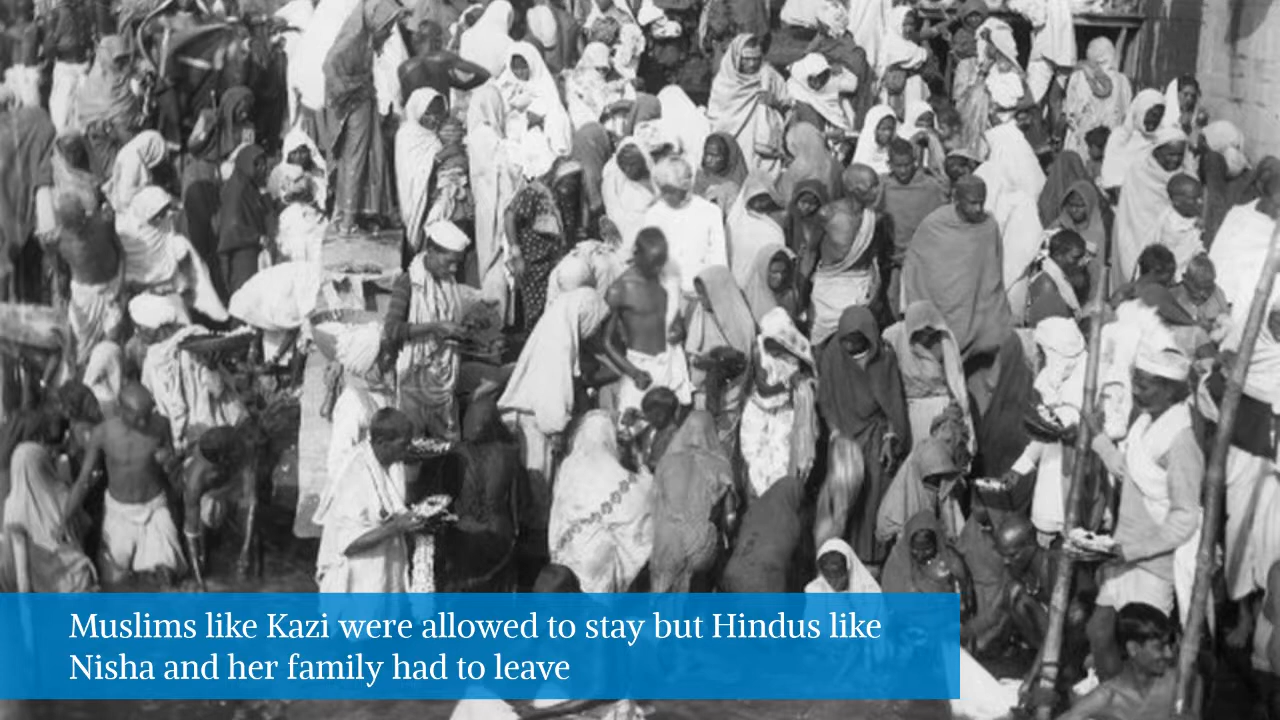 Muslims like Kazi were allowed to stay but Hindus like
Nisha and her family had to leave